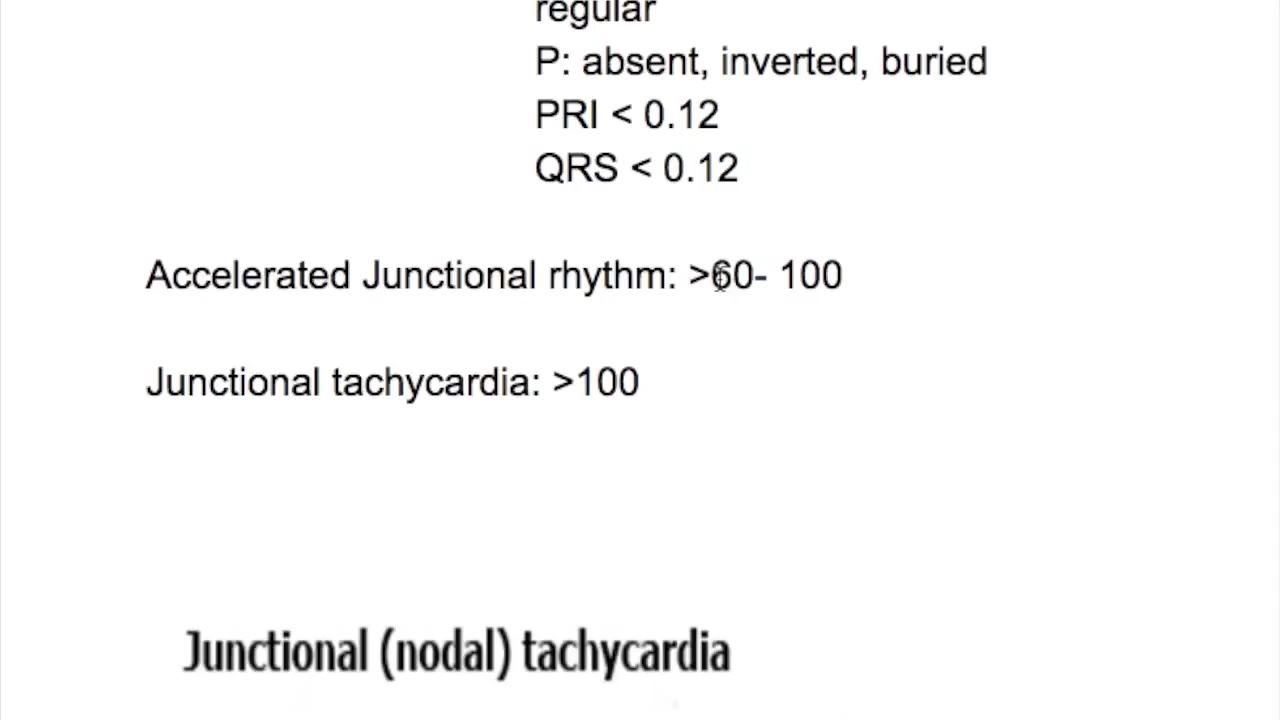 regular
P: absent, inverted, buried
PRI < 0.12
QRS < 0.12
Accelerated Junctional rhythm: >60- 100
Junctional tachycardia: >100
Junctional (nodal) tachycardia